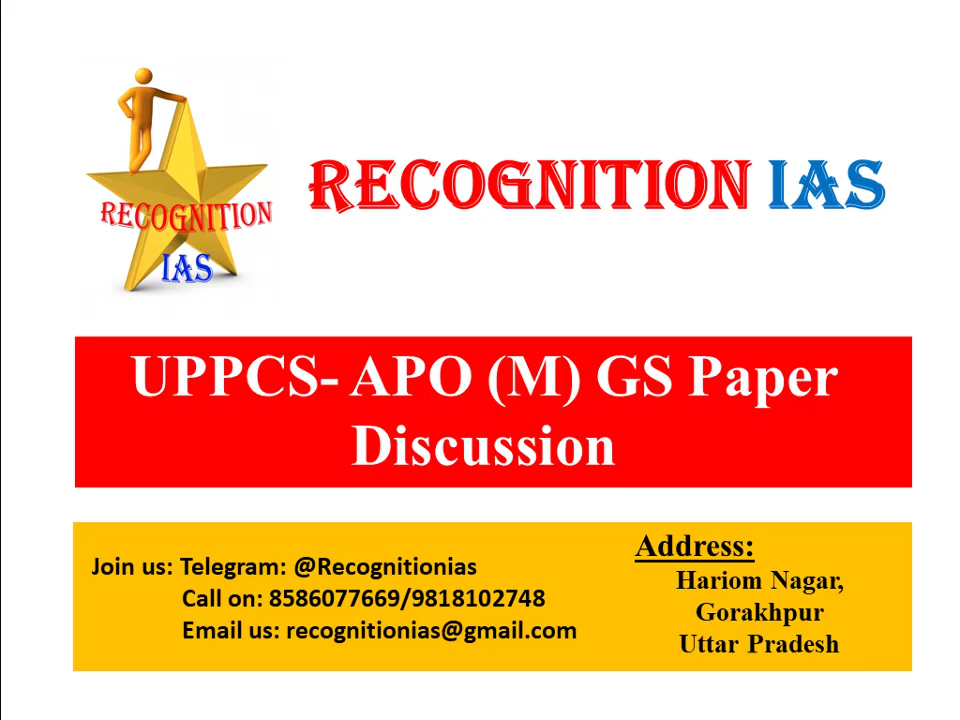 RECOGNITION
IAS
RECOGNITION IAS
UPPCS- APO (M) GS Paper
Discussion
Join us: Telegram: @Recognitionias
Call on: 8586077669/9818102748
Email us: recognitionias@gmail.com
Address:
Hariom Nagar,
Gorakhpur
Uttar Pradesh